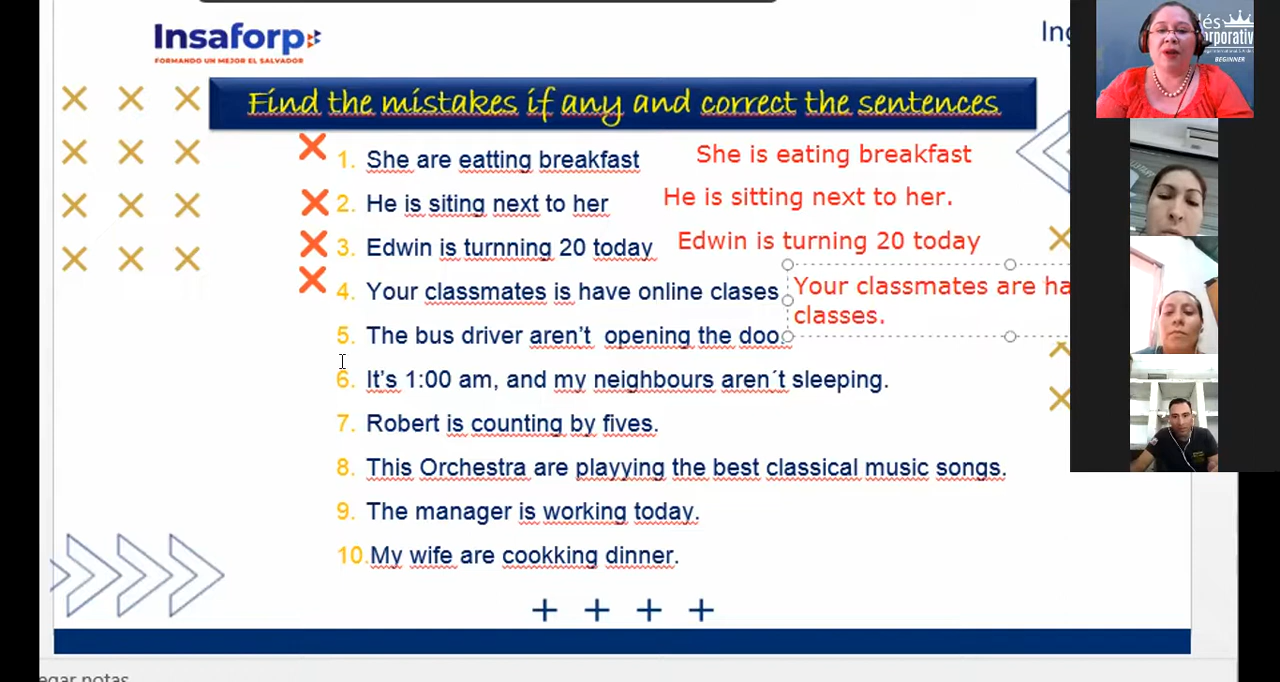 Insaforp
FORMANDO UN MEJOR EL SALVADOR
BEGINNER
Find the mistakes if any and correct the sentences
1. She are eatting breakfast
She is eating breakfast
2. He is siting next to her
He is sitting next to her.
3. Edwin is turnning 20 today
Edwin is turning 20 today
4. Your classmates is have online clases
Your classmates are ha
classes.
5. The bus driver aren't opening the doo.
6. It's 1:00 am, and my neighbours aren´t sleeping.
7. Robert is counting by fives.
8. This Orchestra are playying the best classical music songs.
9. The manager is working today.
10. My wife are cookking dinner.
egar notas